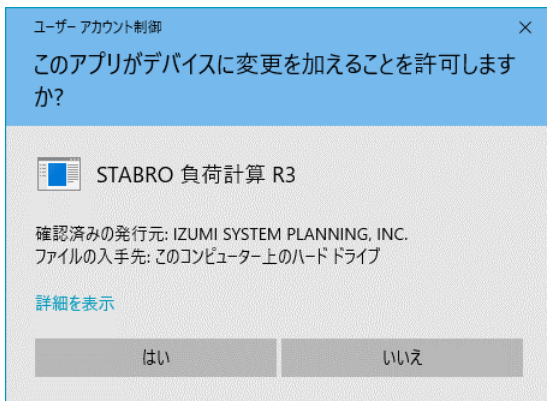 ユーザー アカウント制御
このアプリがデバイスに変更を加えることを許可します
か?
STABRO 負荷計算 R3
確認済みの発行元: IZUMI SYSTEM PLANNING, INC.
ファイルの入手先: このコンピューター上のハード ドライブ
詳細を表示
はい
いいえ